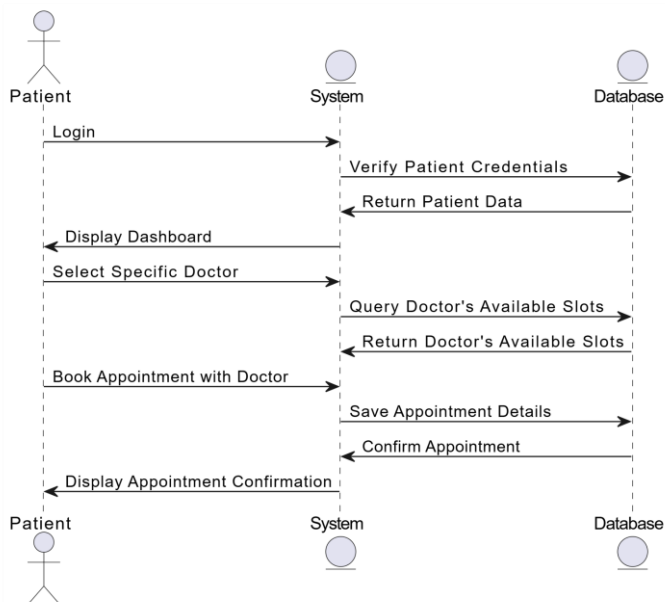 Patient
System
Database
Login
Verify Patient Credentials
Return Patient Data
Display Dashboard
Select Specific Doctor
Query Doctor's Available Slots
Return Doctor's Available Slots
Book Appointment with Doctor
Save Appointment Details
Confirm Appointment
Display Appointment Confirmation
Patient
System
Database